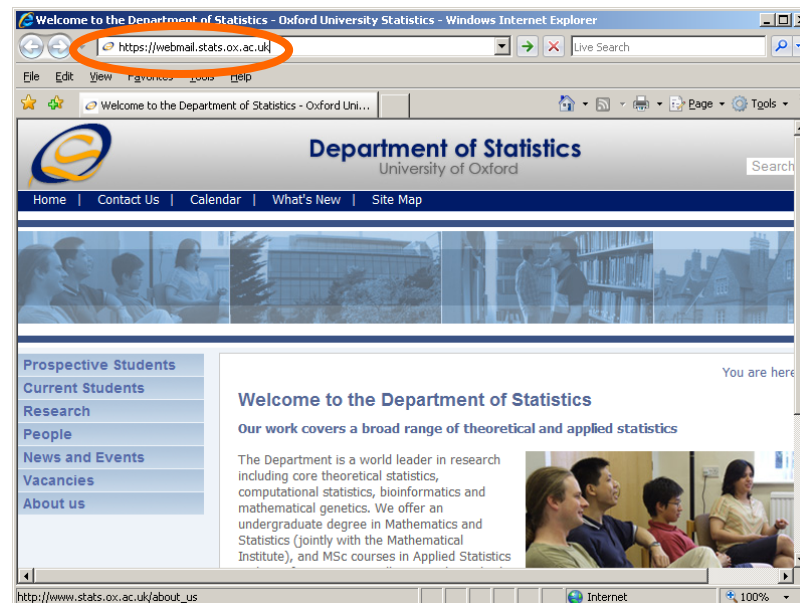 Welcome to the Department of Statistics - Oxford University Statistics - Windows Internet Explorer
https://webmail.stats.ox.ac.uk
Live Search
File Edit View Favorites Tools Help
Welcome to the Department of Statistics - Oxford Uni...
Page Tools
Department of Statistics
University of Oxford
Search
Home | Contact Us | Calendar | What's New | Site Map
Prospective Students
Current Students
Research
People
News and Events
Vacancies
About us
You are here
Welcome to the Department of Statistics
Our work covers a broad range of theoretical and applied statistics
The Department is a world leader in research
including core theoretical statistics,
computational statistics, bioinformatics and
mathematical genetics. We offer an
undergraduate degree in Mathematics and
Statistics (jointly with the Mathematical
Institute), and MSc courses in Applied Statistics
http://www.stats.ox.ac.uk/about_us
Internet
100%